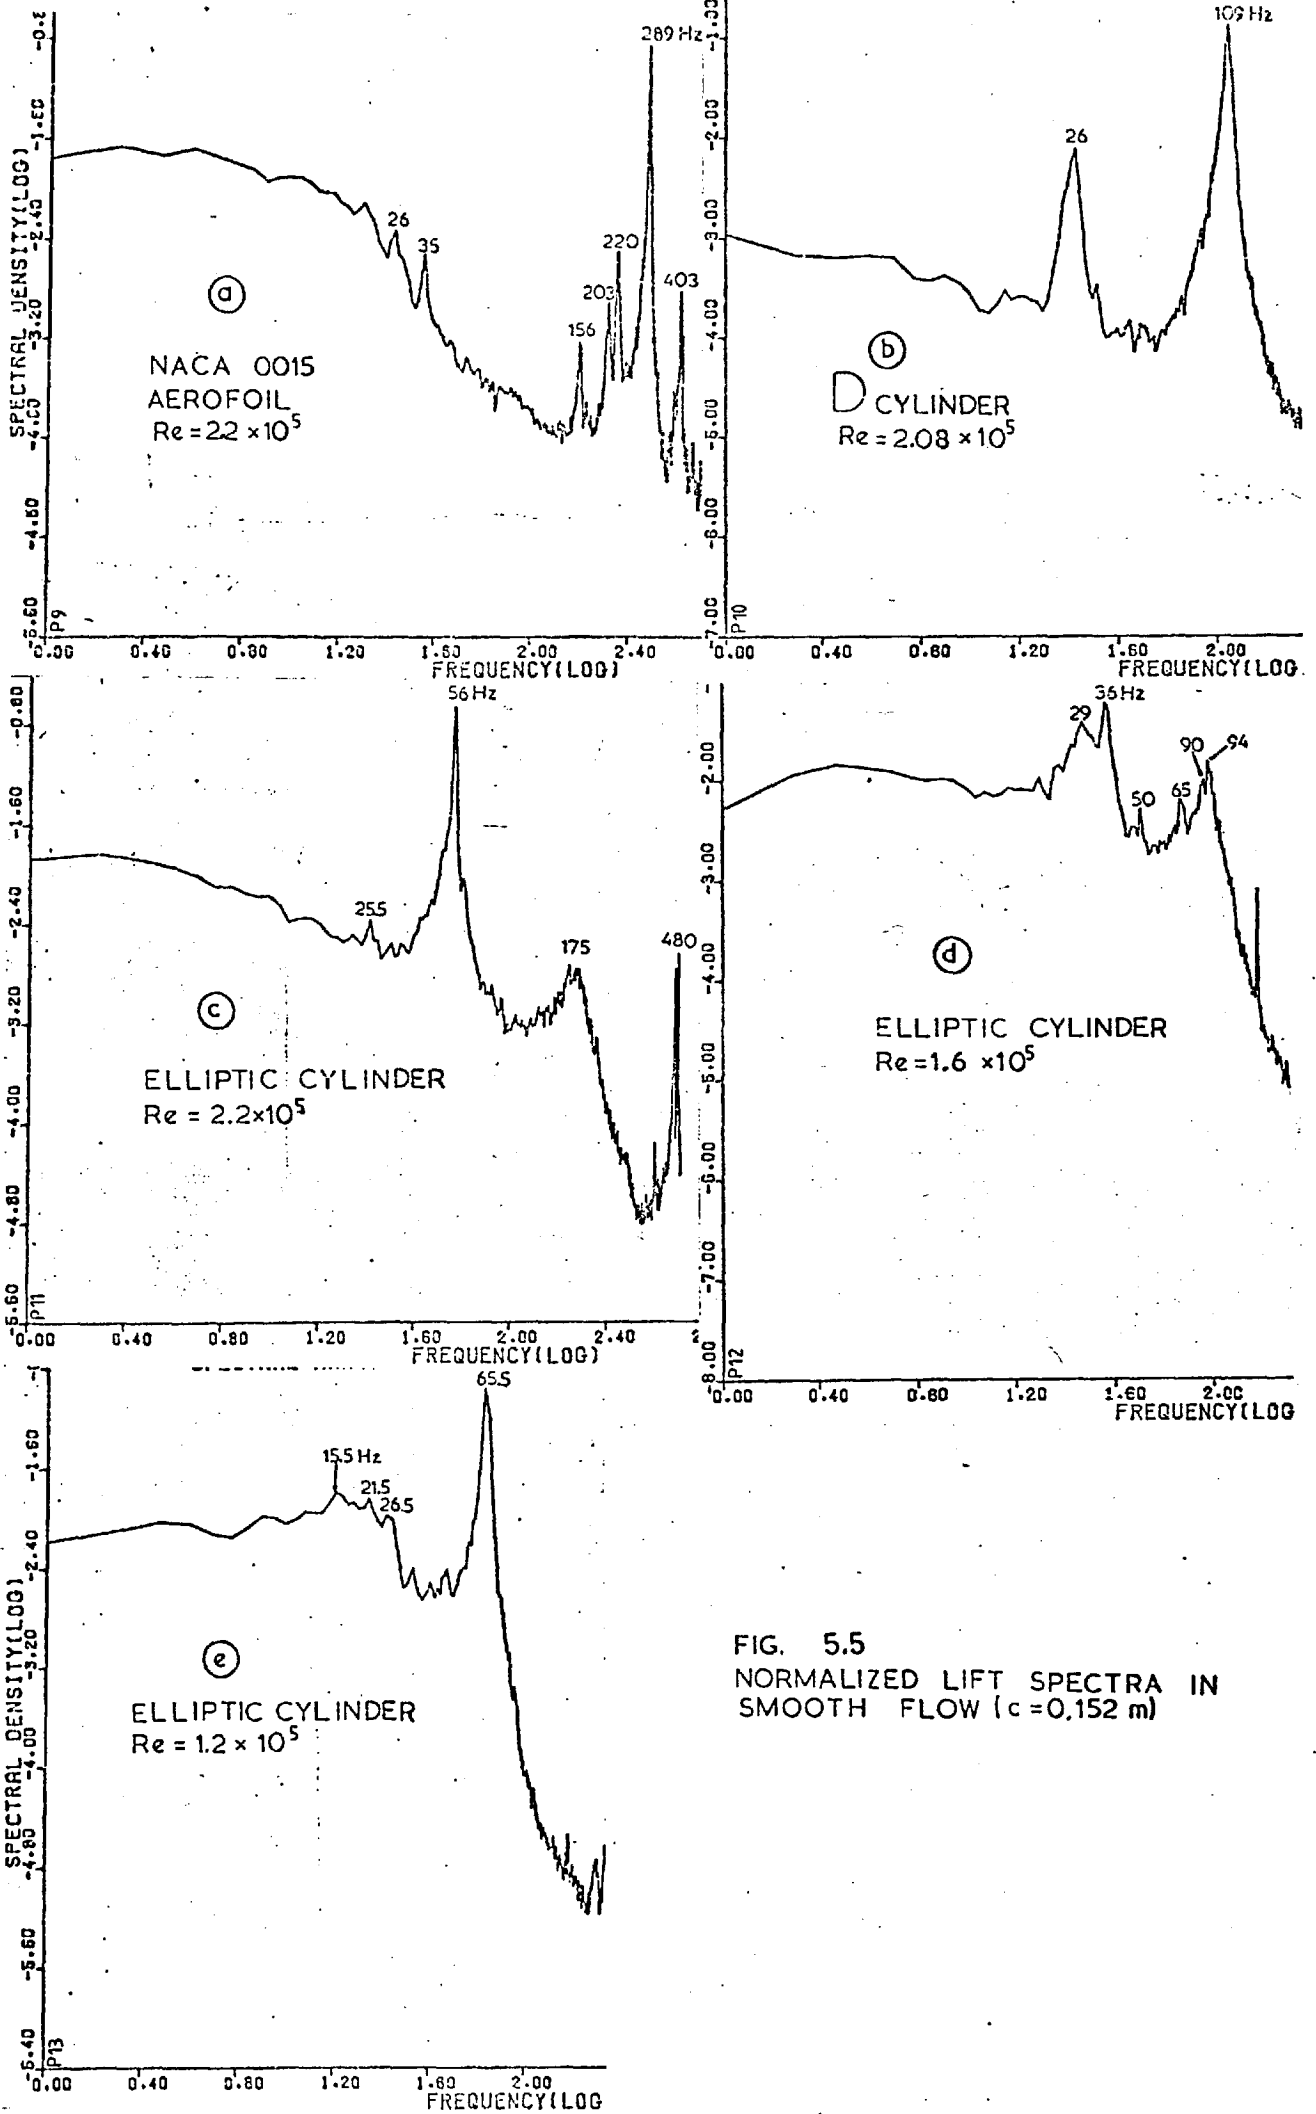 -0.8
-1.60
-2.40
-3.20
-4.00
-4.80
-5.60
SPECTRAL DENSITY(LOG)
289 Hz
26
35
156
203
220
403
a
NACA 0015
AEROFOIL
Re = 2.2 × 10⁵
P9
0.00 0.40 0.80 1.20 1.60 2.00 2.40
FREQUENCY(LOG)
-1.00
-2.00
-3.00
-4.00
-5.00
-6.00
-7.00
109 Hz
26
b
D CYLINDER
Re = 2.08 × 10⁵
P10
0.00 0.40 0.80 1.20 1.60 2.00
FREQUENCY(LOG
-0.80
-1.60
-2.40
-3.20
-4.00
-4.80
-5.60
56 Hz
25.5
175
480
c
ELLIPTIC CYLINDER
Re = 2.2×10⁵
P11
0.00 0.40 0.80 1.20 1.60 2.00 2.40 2
FREQUENCY(LOG)
-1
-2.00
-3.00
-4.00
-5.00
-6.00
-7.00
-8.00
36 Hz
29
50
65
90
94
d
ELLIPTIC CYLINDER
Re = 1.6 × 10⁵
P12
0.00 0.40 0.80 1.20 1.60 2.00
FREQUENCY(LOG
-1.60
-2.40
-3.20
-4.00
-4.80
-5.60
-6.40
SPECTRAL DENSITY(LOG)
65.5
15.5 Hz
21.5
26.5
e
ELLIPTIC CYLINDER
Re = 1.2 × 10⁵
P13
0.00 0.40 0.80 1.20 1.60 2.00
FREQUENCY(LOG
FIG. 5.5
NORMALIZED LIFT SPECTRA IN
SMOOTH FLOW (c = 0.152 m)